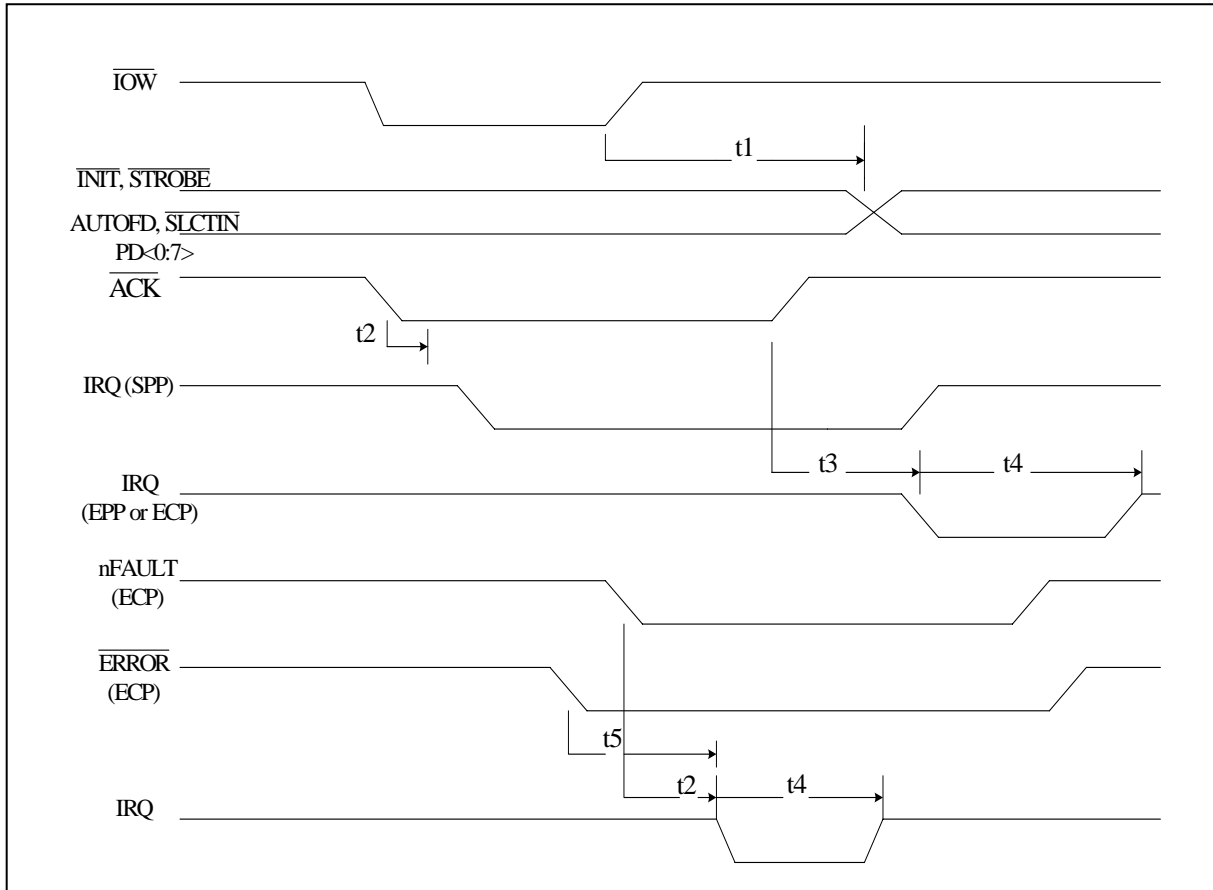 IOW
t1
INIT, STROBE
AUTOFD, SLCTIN
PD<0:7>
ACK
t2
IRQ (SPP)
t3
t4
IRQ
(EPP or ECP)
nFAULT
(ECP)
ERROR
(ECP)
t5
t2
t4
IRQ